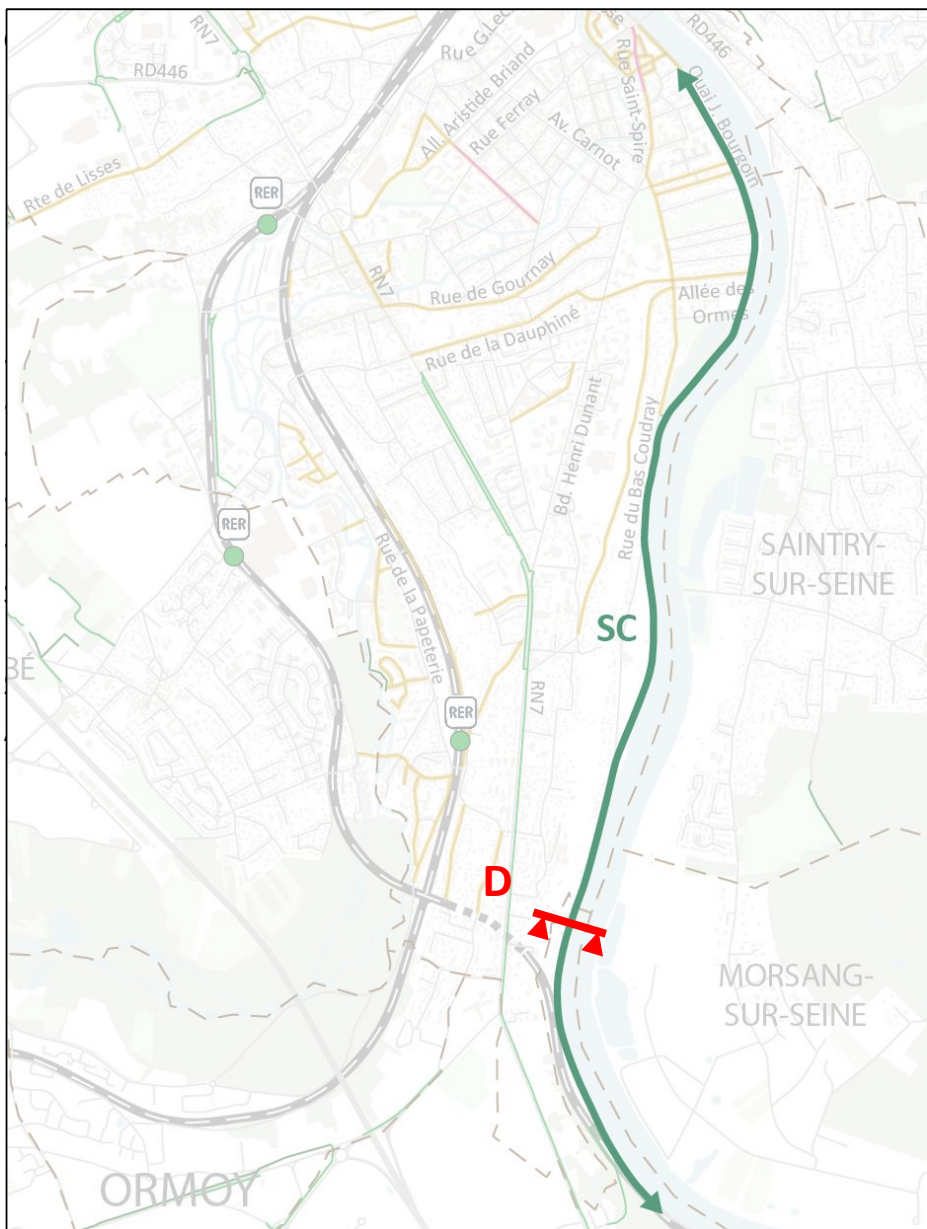 RN7
RD446
Rue G.Lec
RD446
Rue Saint-Spire
All. Aristide Briand
Rue Ferray
Av. Carnot
Quai J. Bourgoin
Rte de Lisses
RER
RN7
Rue de Gournay
Allée des
Ormes
Rue de la Dauphiné
Bd. Henri Dunant
Rue du Bas Coudray
RER
Rue de la Papeterie
SAINTRY-
SUR-SEINE
SC
BÉ
RN7
RER
D
MORSANG-
SUR-SEINE
ORMOY